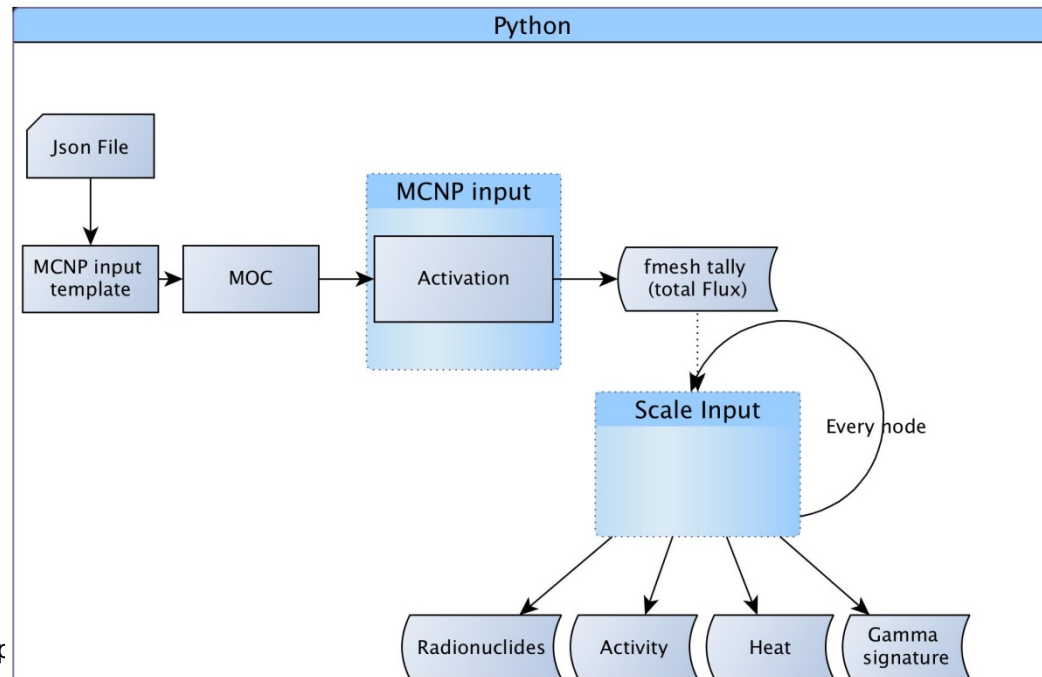 Python
Json File
MCNP input
template
MOC
MCNP input
Activation
fmesh tally
(total Flux)
Scale Input
Every node
Radionuclides
Activity
Heat
Gamma
signature